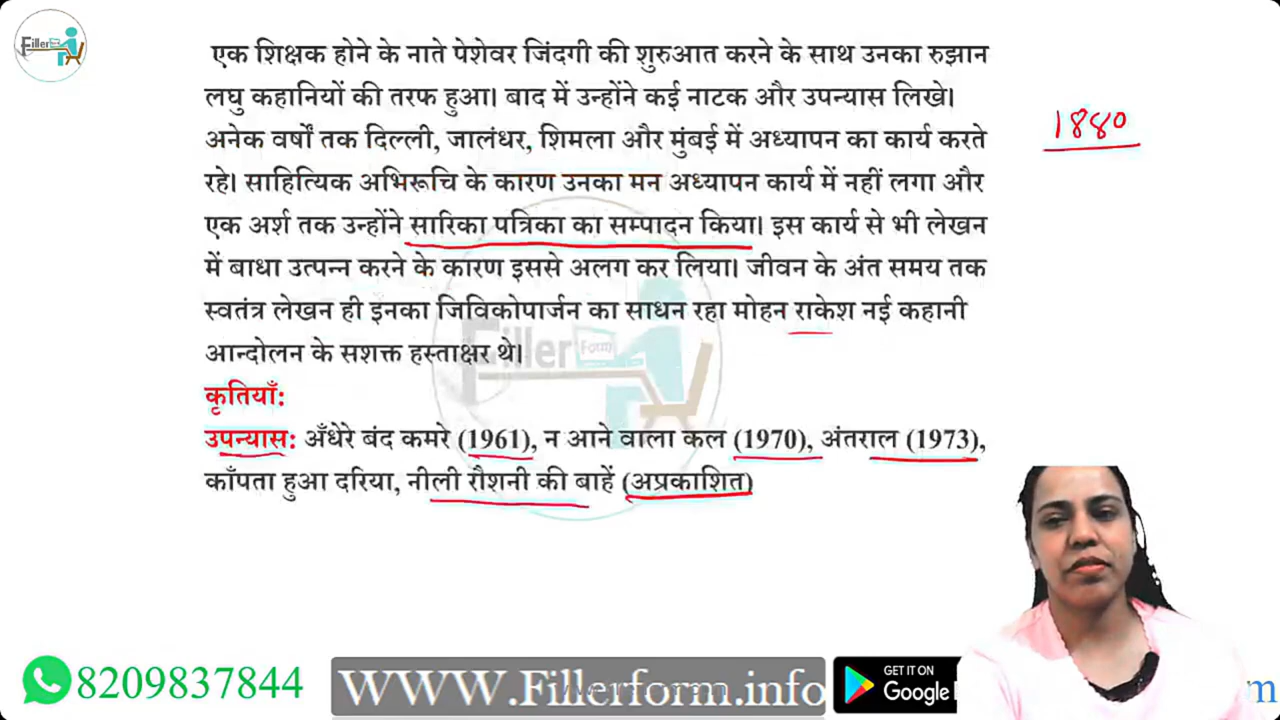 Filler
एक शिक्षक होने के नाते पेशेवर जिंदगी की शुरुआत करने के साथ उनका रुझान
लघु कहानियों की तरफ हुआ। बाद में उन्होंने कई नाटक और उपन्यास लिखे।
1880
अनेक वर्षों तक दिल्ली, जालंधर, शिमला और मुंबई में अध्यापन का कार्य करते
रहे। साहित्यिक अभिरूचि के कारण उनका मन अध्यापन कार्य में नहीं लगा और
एक अर्श तक उन्होंने सारिका पत्रिका का सम्पादन किया। इस कार्य से भी लेखन
में बाधा उत्पन्न करने के कारण इससे अलग कर लिया। जीवन के अंत समय तक
स्वतंत्र लेखन ही इनका जिविकोपार्जन का साधन रहा मोहन राकेश नई कहानी
आन्दोलन के सशक्त हस्ताक्षर थे।
Filler Form
कृतियाँ:
उपन्यास: अँधेरे बंद कमरे (1961), न आने वाला कल (1970), अंतराल (1973),
काँपता हुआ दरिया, नीली रौशनी की बाहें (अप्रकाशित)
8209837844
WWW.Fillerform.info
GET IT ON
Google
m